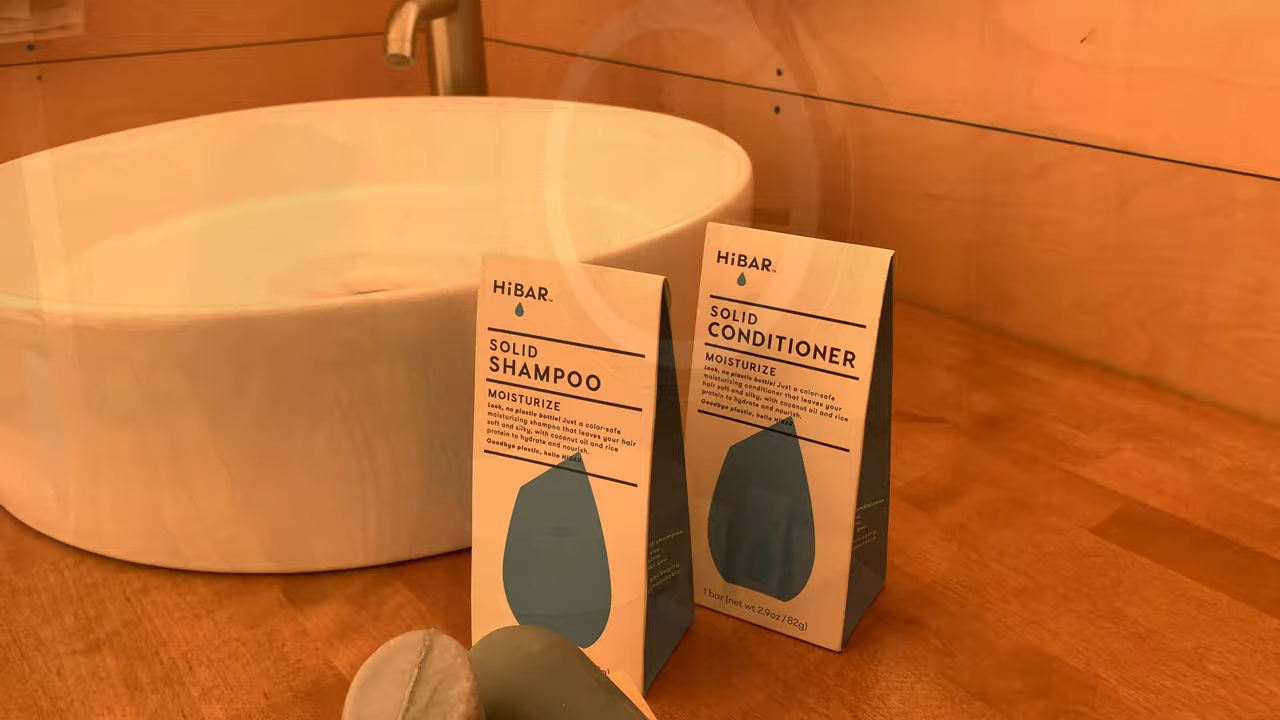 HiBAR™
SOLID
SHAMPOO
MOISTURIZE
Look, no plastic bottle! Just a color-safe
moisturizing shampoo that leaves your hair
soft and silky, with coconut oil and rice
protein to hydrate and nourish.
Goodbye plastic, hello HiBAR.
HiBAR™
SOLID
CONDITIONER
MOISTURIZE
Look, no plastic bottle! Just a color-safe
moisturizing conditioner that leaves your
hair soft and silky, with coconut oil and rice
protein to hydrate and nourish.
Goodbye plastic, hello HiBAR.
1 bar (net wt 2.9oz / 82g)